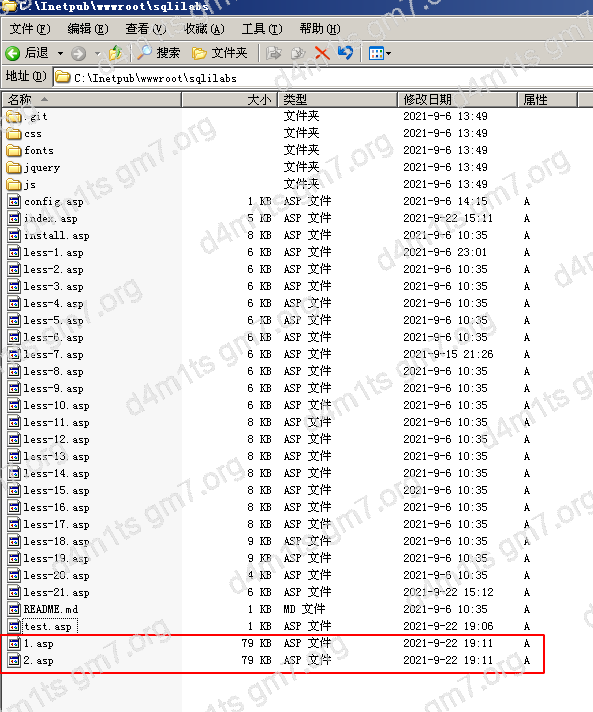 C:\Inetpub\wwwroot\sqlilabs
文件(F) 编辑(E) 查看(V) 收藏(A) 工具(T) 帮助(H)
后退 搜索 文件夹
地址(D) C:\Inetpub\wwwroot\sqlilabs
名称 大小 类型 修改日期 属性
.git 文件夹 2021-9-6 13:49
css 文件夹 2021-9-6 13:49
fonts 文件夹 2021-9-6 13:49
jquery 文件夹 2021-9-6 13:49
js 文件夹 2021-9-6 13:49
config.asp 1 KB ASP 文件 2021-9-6 14:15 A
index.asp 5 KB ASP 文件 2021-9-22 15:11 A
install.asp 8 KB ASP 文件 2021-9-6 10:35 A
less-1.asp 6 KB ASP 文件 2021-9-6 23:01 A
less-2.asp 6 KB ASP 文件 2021-9-6 10:35 A
less-3.asp 6 KB ASP 文件 2021-9-6 10:35 A
less-4.asp 6 KB ASP 文件 2021-9-6 10:35 A
less-5.asp 6 KB ASP 文件 2021-9-6 10:35 A
less-6.asp 6 KB ASP 文件 2021-9-6 10:35 A
less-7.asp 6 KB ASP 文件 2021-9-15 21:26 A
less-8.asp 6 KB ASP 文件 2021-9-6 10:35 A
less-9.asp 6 KB ASP 文件 2021-9-6 10:35 A
less-10.asp 6 KB ASP 文件 2021-9-6 10:35 A
less-11.asp 8 KB ASP 文件 2021-9-6 10:35 A
less-12.asp 8 KB ASP 文件 2021-9-6 10:35 A
less-13.asp 8 KB ASP 文件 2021-9-6 10:35 A
less-14.asp 8 KB ASP 文件 2021-9-6 10:35 A
less-15.asp 8 KB ASP 文件 2021-9-6 10:35 A
less-16.asp 8 KB ASP 文件 2021-9-6 10:35 A
less-17.asp 8 KB ASP 文件 2021-9-6 10:35 A
less-18.asp 9 KB ASP 文件 2021-9-6 10:35 A
less-19.asp 9 KB ASP 文件 2021-9-6 10:35 A
less-20.asp 4 KB ASP 文件 2021-9-6 10:35 A
less-21.asp 6 KB ASP 文件 2021-9-22 15:12 A
README.md 1 KB MD 文件 2021-9-6 10:35 A
test.asp 1 KB ASP 文件 2021-9-22 19:06 A
1.asp 79 KB ASP 文件 2021-9-22 19:11 A
2.asp 79 KB ASP 文件 2021-9-22 19:11 A
d4m1ts gm7.org